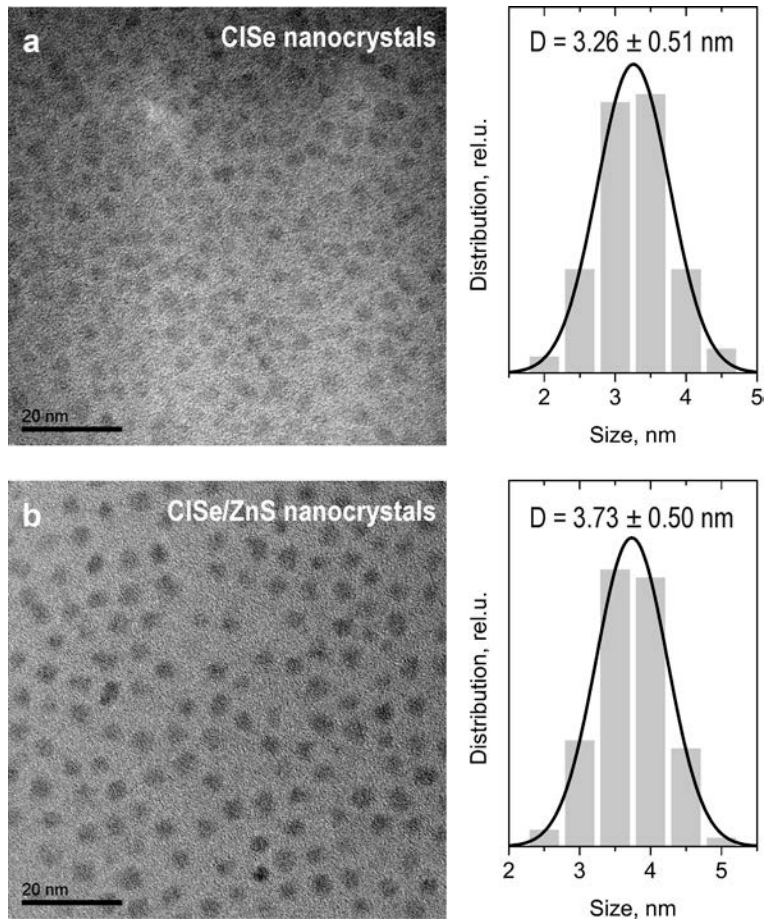 a
CISe nanocrystals
20 nm
D = 3.26 ± 0.51 nm
Distribution, rel.u.
2 3 4 5
Size, nm
b
CISe/ZnS nanocrystals
20 nm
D = 3.73 ± 0.50 nm
Distribution, rel.u.
2 3 4 5
Size, nm